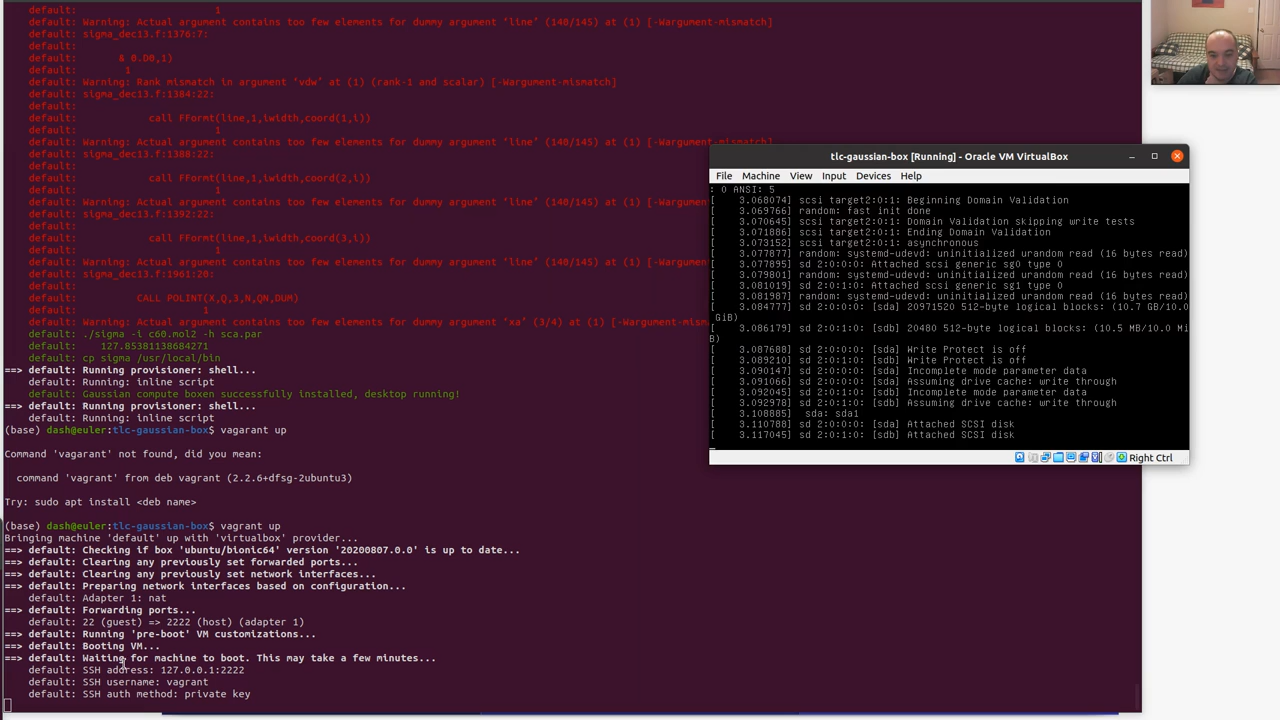 default:                        1
default: Warning: Actual argument contains too few elements for dummy argument ‘line’ (140/145) at (1) [-Wargument-mismatch]
default: sigma_dec13.f:1376:7:
default:
default:        & 0.D0,1)
default:         1
default: Warning: Rank mismatch in argument ‘vdw’ at (1) (rank-1 and scalar) [-Wargument-mismatch]
default: sigma_dec13.f:1384:22:
default:
default:             call FFormt(line,1,iwidth,coord(1,i))
default:                        1
default: Warning: Actual argument contains too few elements for dummy argument ‘line’ (140/145) at (1) [-Wargument-mismatch]
default: sigma_dec13.f:1388:22:
default:
default:             call FFormt(line,1,iwidth,coord(2,i))
default:                        1
default: Warning: Actual argument contains too few elements for dummy argument ‘line’ (140/145) at (1)
default: sigma_dec13.f:1392:22:
default:
default:             call FFormt(line,1,iwidth,coord(3,i))
default:                        1
default: Warning: Actual argument contains too few elements for dummy argument ‘line’ (140/145) at (1)
default: sigma_dec13.f:1961:20:
default:
default:           CALL POLINT(X,Q,3,N,QN,DUM)
default:                      1
default: Warning: Actual argument contains too few elements for dummy argument ‘xa’ (3/4) at (1) [-Wargument-mism
default: ./sigma -i c60.mol2 -h sca.par
default:    127.85381138684271
default: cp sigma /usr/local/bin
==> default: Running provisioner: shell...
default: Running: inline script
default: Gaussian compute boxen successfully installed, desktop running!
==> default: Running provisioner: shell...
default: Running: inline script
(base) dash@euler:tlc-gaussian-box$ vagarant up
Command 'vagarant' not found, did you mean:
command 'vagrant' from deb vagrant (2.2.6+dfsg-2ubuntu3)
Try: sudo apt install <deb name>
(base) dash@euler:tlc-gaussian-box$ vagrant up
Bringing machine 'default' up with 'virtualbox' provider...
==> default: Checking if box 'ubuntu/bionic64' version '20200807.0.0' is up to date...
==> default: Clearing any previously set forwarded ports...
==> default: Clearing any previously set network interfaces...
==> default: Preparing network interfaces based on configuration...
default: Adapter 1: nat
==> default: Forwarding ports...
default: 22 (guest) => 2222 (host) (adapter 1)
==> default: Running 'pre-boot' VM customizations...
==> default: Booting VM...
==> default: Waiting for machine to boot. This may take a few minutes...
default: SSH address: 127.0.0.1:2222
default: SSH username: vagrant
default: SSH auth method: private key
tlc-gaussian-box [Running] - Oracle VM VirtualBox
File Machine View Input Devices Help
: 0 ANSI: 5
[    3.068074] scsi target2:0:1: Beginning Domain Validation
[    3.069766] random: fast init done
[    3.070645] scsi target2:0:1: Domain Validation skipping write tests
[    3.071886] scsi target2:0:1: Ending Domain Validation
[    3.073152] scsi target2:0:1: asynchronous
[    3.077877] random: systemd-udevd: uninitialized urandom read (16 bytes read)
[    3.077895] sd 2:0:0:0: Attached scsi generic sg0 type 0
[    3.079801] random: systemd-udevd: uninitialized urandom read (16 bytes read)
[    3.081019] sd 2:0:1:0: Attached scsi generic sg1 type 0
[    3.081987] random: systemd-udevd: uninitialized urandom read (16 bytes read)
[    3.084777] sd 2:0:0:0: [sda] 20971520 512-byte logical blocks: (10.7 GB/10.0
GiB)
[    3.086179] sd 2:0:1:0: [sdb] 20480 512-byte logical blocks: (10.5 MB/10.0 Mi
B)
[    3.087688] sd 2:0:0:0: [sda] Write Protect is off
[    3.089210] sd 2:0:1:0: [sdb] Write Protect is off
[    3.090147] sd 2:0:0:0: [sda] Incomplete mode parameter data
[    3.091066] sd 2:0:0:0: [sda] Assuming drive cache: write through
[    3.092045] sd 2:0:1:0: [sdb] Incomplete mode parameter data
[    3.092978] sd 2:0:1:0: [sdb] Assuming drive cache: write through
[    3.108885]  sda: sda1
[    3.110788] sd 2:0:0:0: [sda] Attached SCSI disk
[    3.117045] sd 2:0:1:0: [sdb] Attached SCSI disk
Right Ctrl